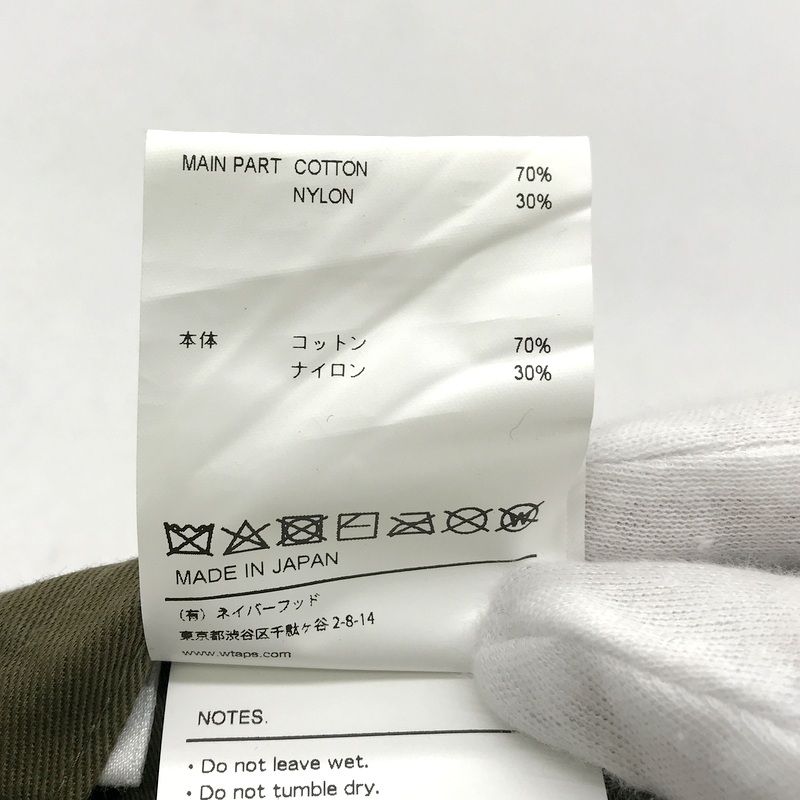 MAIN PART COTTON 70%
NYLON 30%
本体 コットン 70%
ナイロン 30%
MADE IN JAPAN
(有) ネイバーフッド
東京都渋谷区千駄ヶ谷 2-8-14
www.wtaps.com
NOTES.
・Do not leave wet.
・Do not tumble dry.